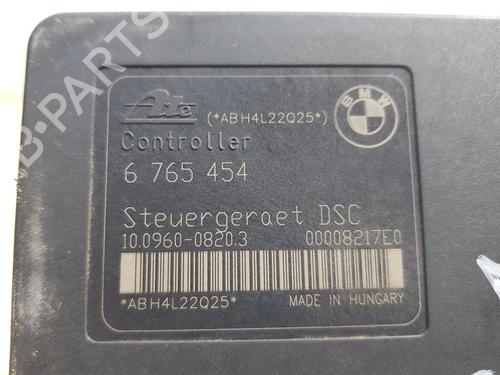 Ate (*ABH4L22Q25*) BMW
Controller
6 765 454
Steuergeraet DSC
10.0960-0820.3 00008217E0
*ABH4L22Q25* MADE IN HUNGARY
B-PARTS